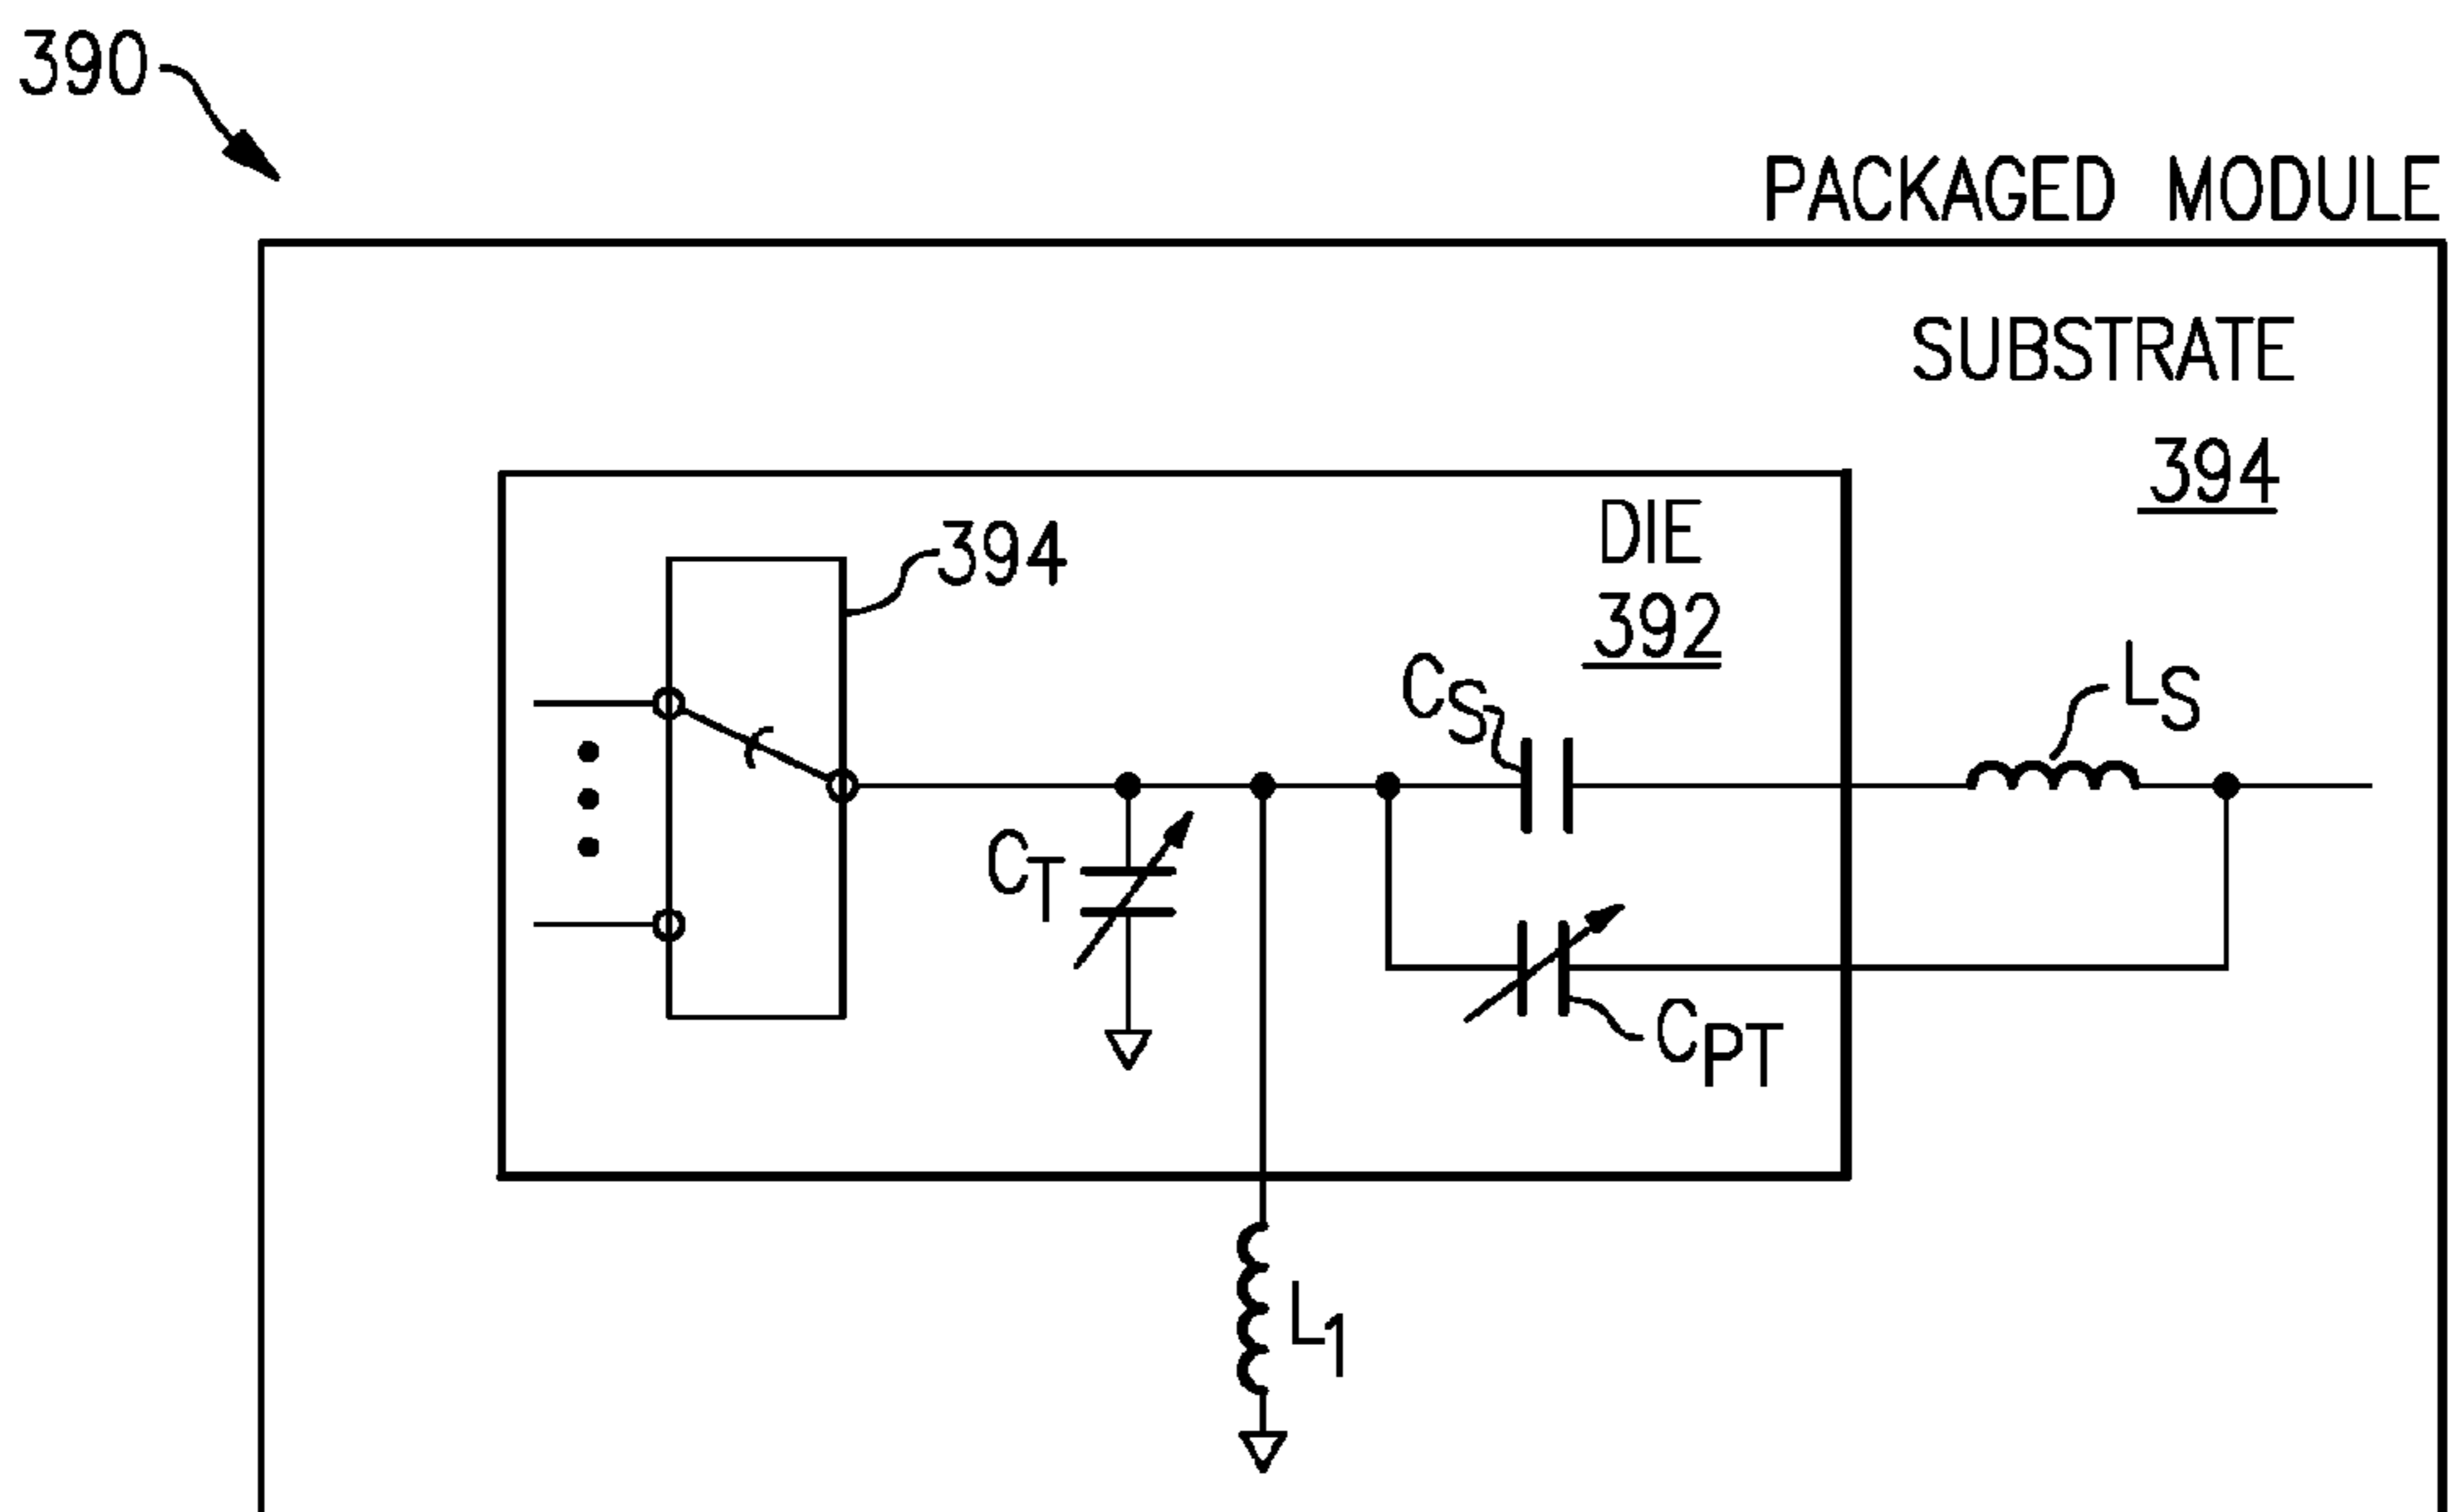 390
PACKAGED MODULE
SUBSTRATE
394
394
DIE
392
CS
LS
CT
CPT
L1